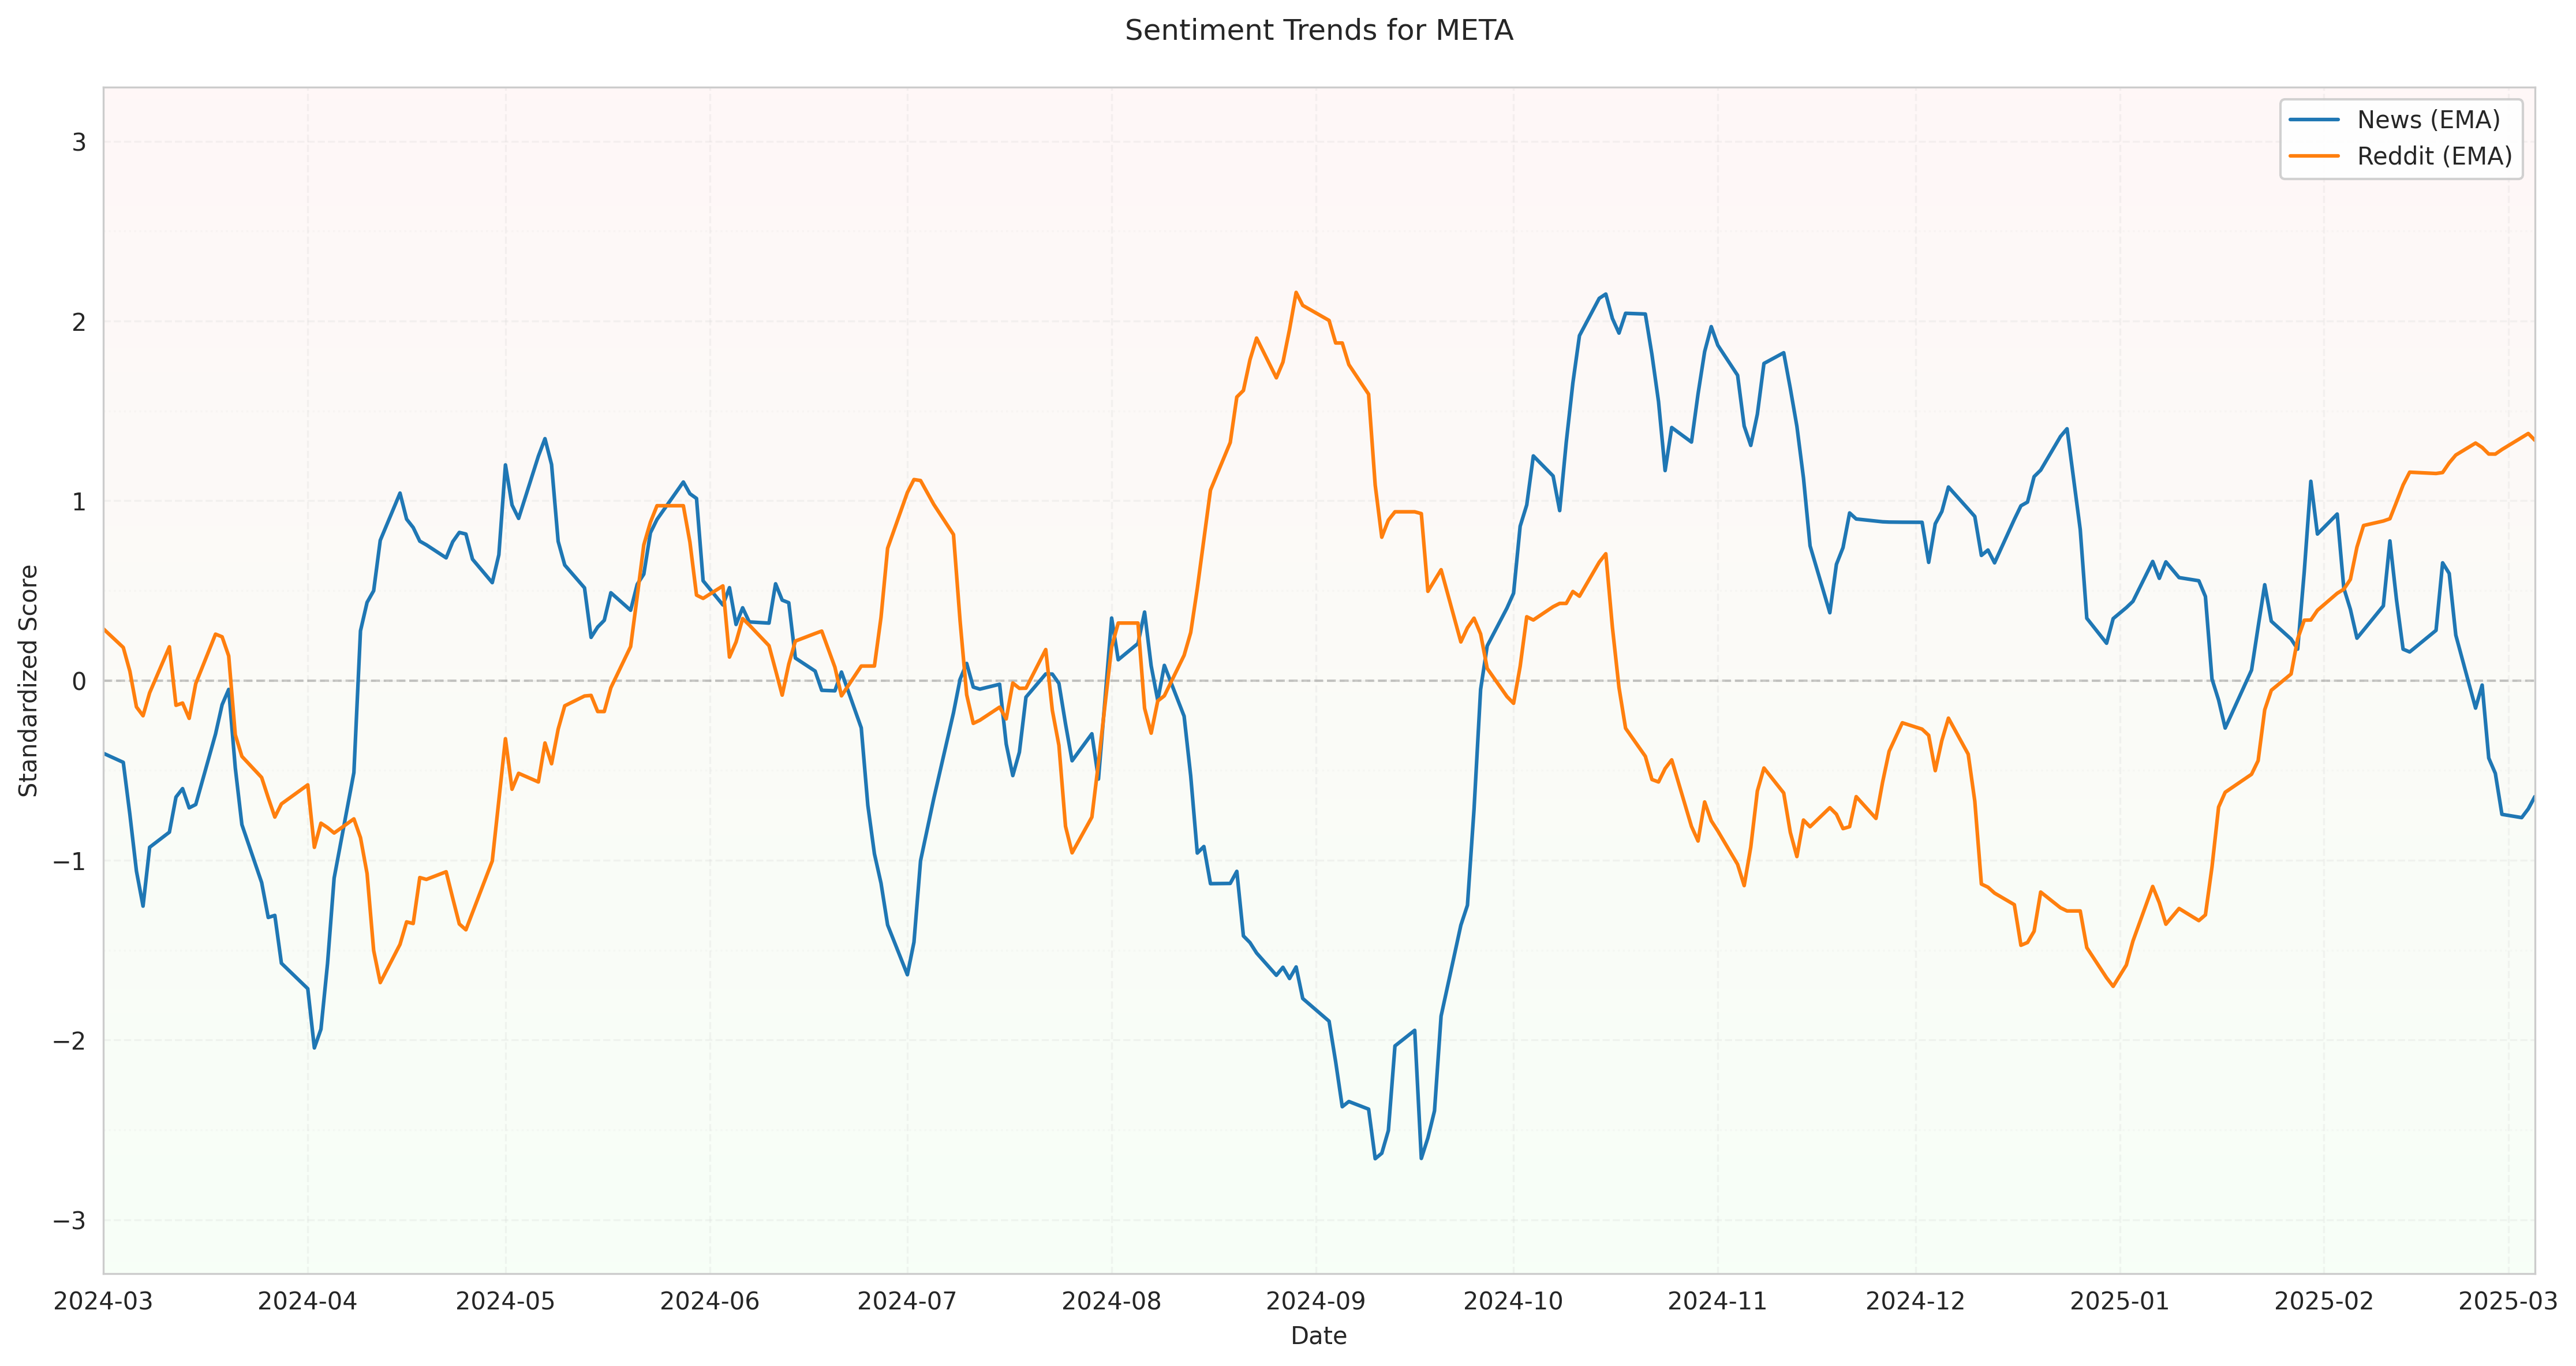 Sentiment Trends for META
News (EMA)
Reddit (EMA)
Standardized Score
3
2
1
0
−1
−2
−3
2024-03 2024-04 2024-05 2024-06 2024-07 2024-08 2024-09 2024-10 2024-11 2024-12 2025-01 2025-02 2025-03
Date